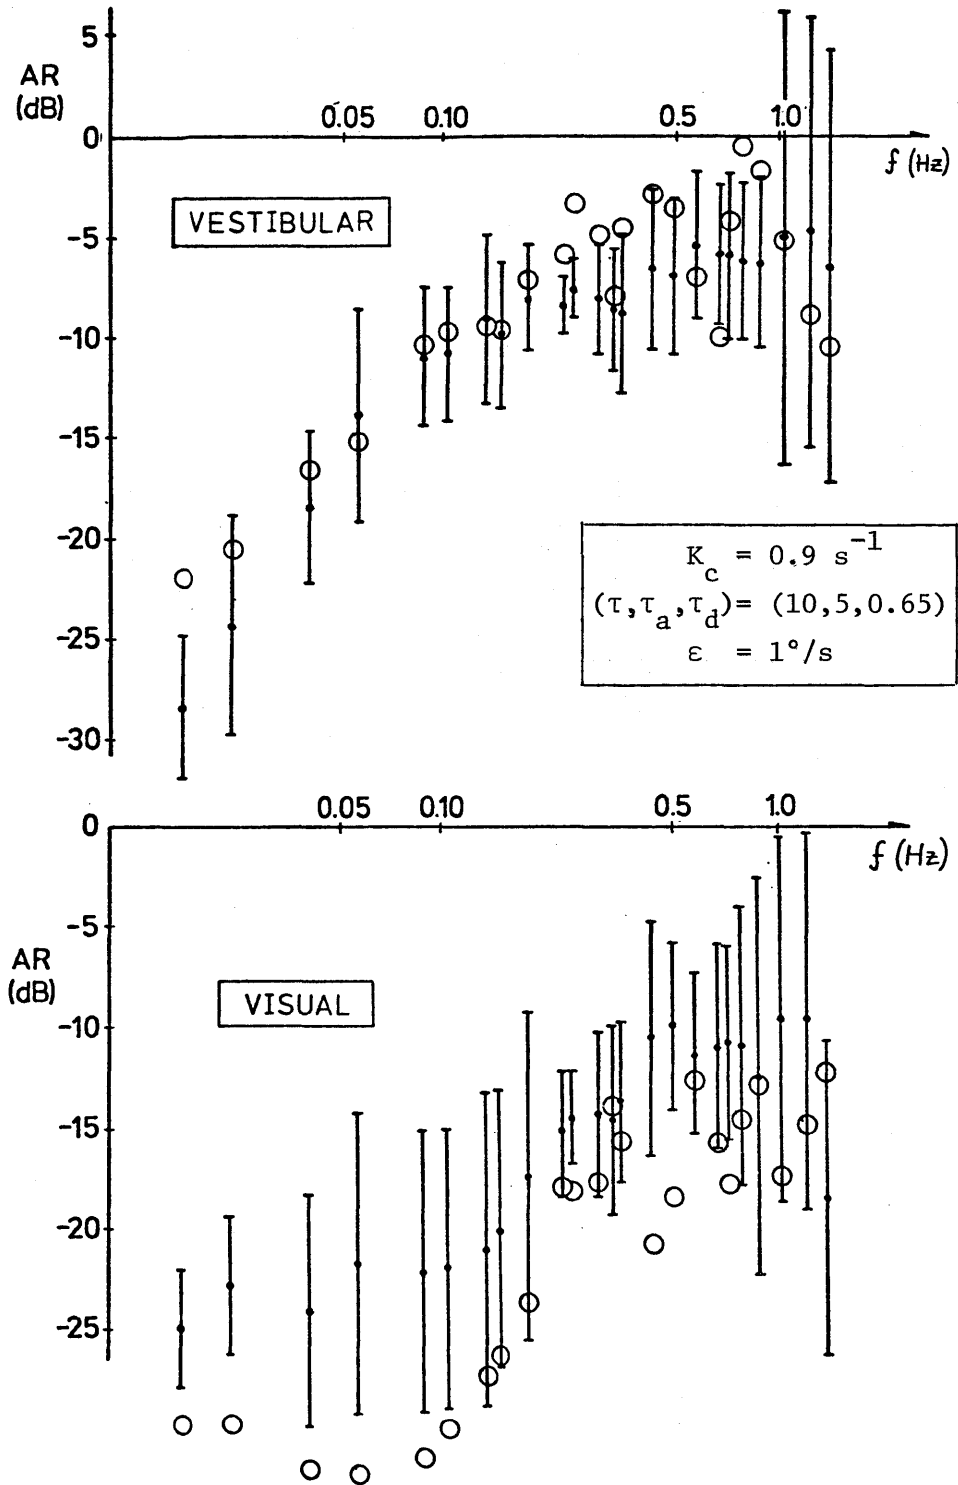 5
AR
(dB)
0.05 0.10 0.5 1.0
0
f (Hz)
VESTIBULAR
-5
-10
-15
-20
K_c = 0.9 s^-1
(τ,τ_a,τ_d)= (10,5,0.65)
ε = 1°/s
-25
-30
0.05 0.10 0.5 1.0
0
f (Hz)
-5
AR
(dB)
VISUAL
-10
-15
-20
-25